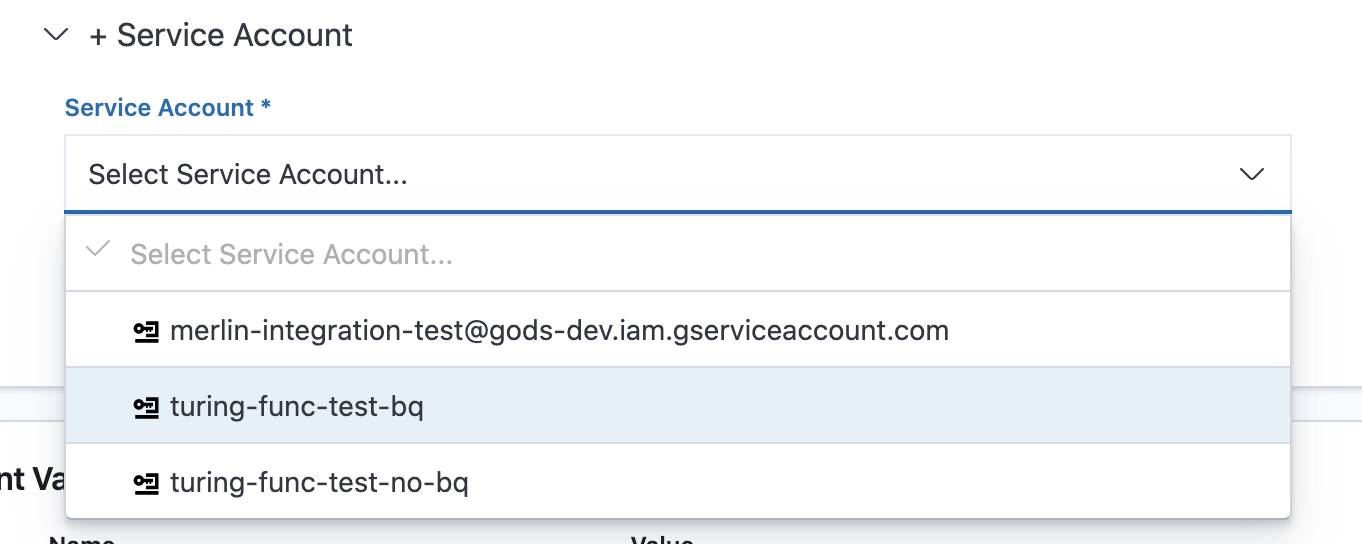 + Service Account
Service Account *
Select Service Account...
Select Service Account...
merlin-integration-test@gods-dev.iam.gserviceaccount.com
turing-func-test-bq
turing-func-test-no-bq
nt Va
Name Value